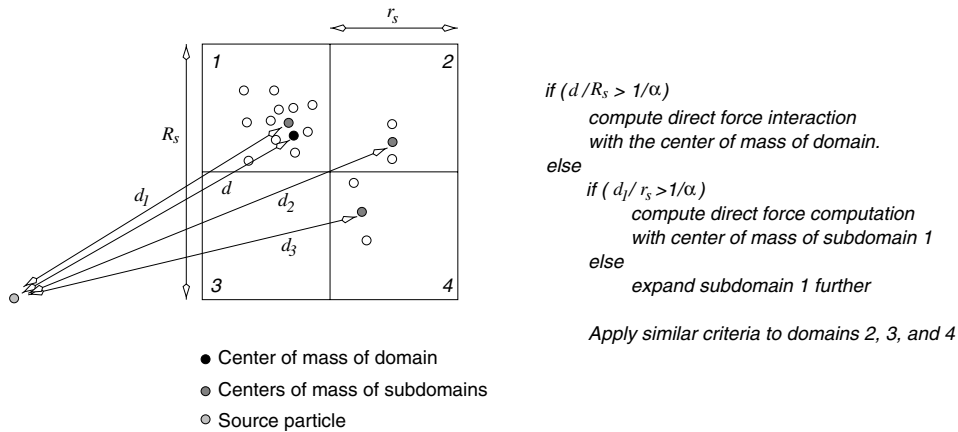 r_s
1
2
R_s
d_1
d
d_2
d_3
3
4
Center of mass of domain
Centers of mass of subdomains
Source particle
if (d /R_s > 1/α)
compute direct force interaction
with the center of mass of domain.
else
if ( d_1/ r_s >1/α)
compute direct force computation
with center of mass of subdomain 1
else
expand subdomain 1 further
Apply similar criteria to domains 2, 3, and 4